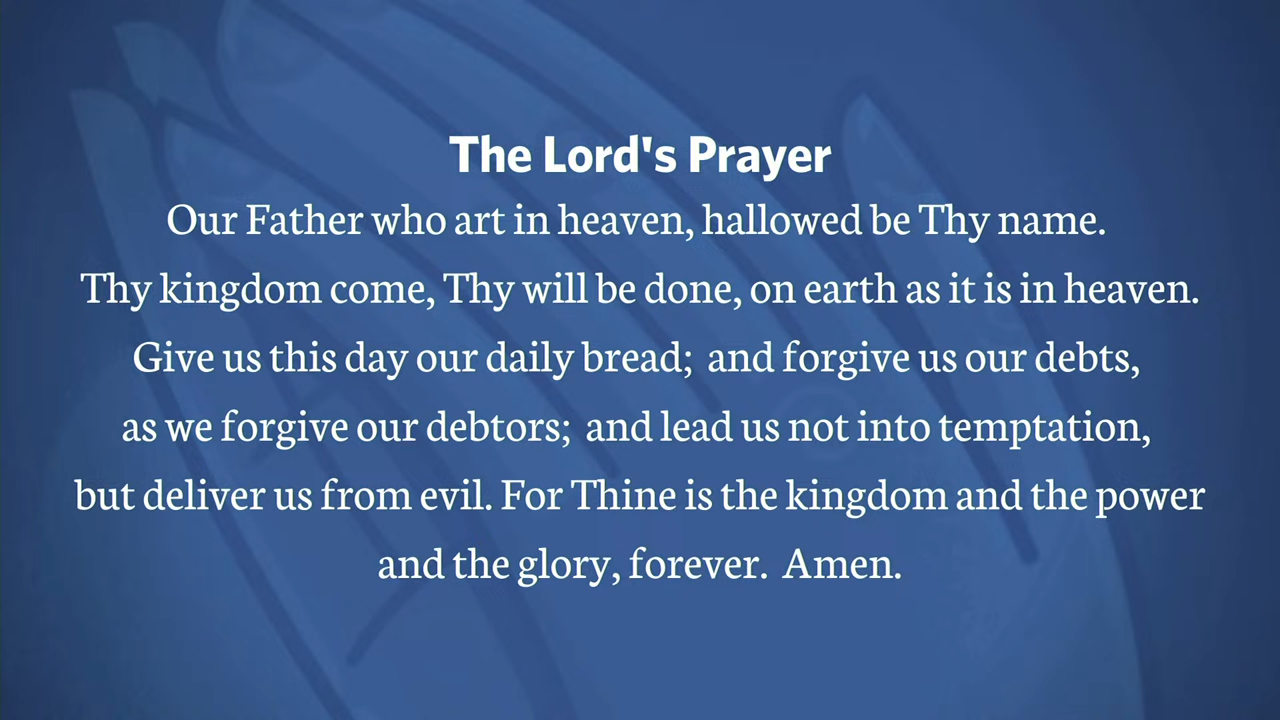 The Lord's Prayer
Our Father who art in heaven, hallowed be Thy name.
Thy kingdom come, Thy will be done, on earth as it is in heaven.
Give us this day our daily bread;  and forgive us our debts,
as we forgive our debtors;  and lead us not into temptation,
but deliver us from evil. For Thine is the kingdom and the power
and the glory, forever.  Amen.